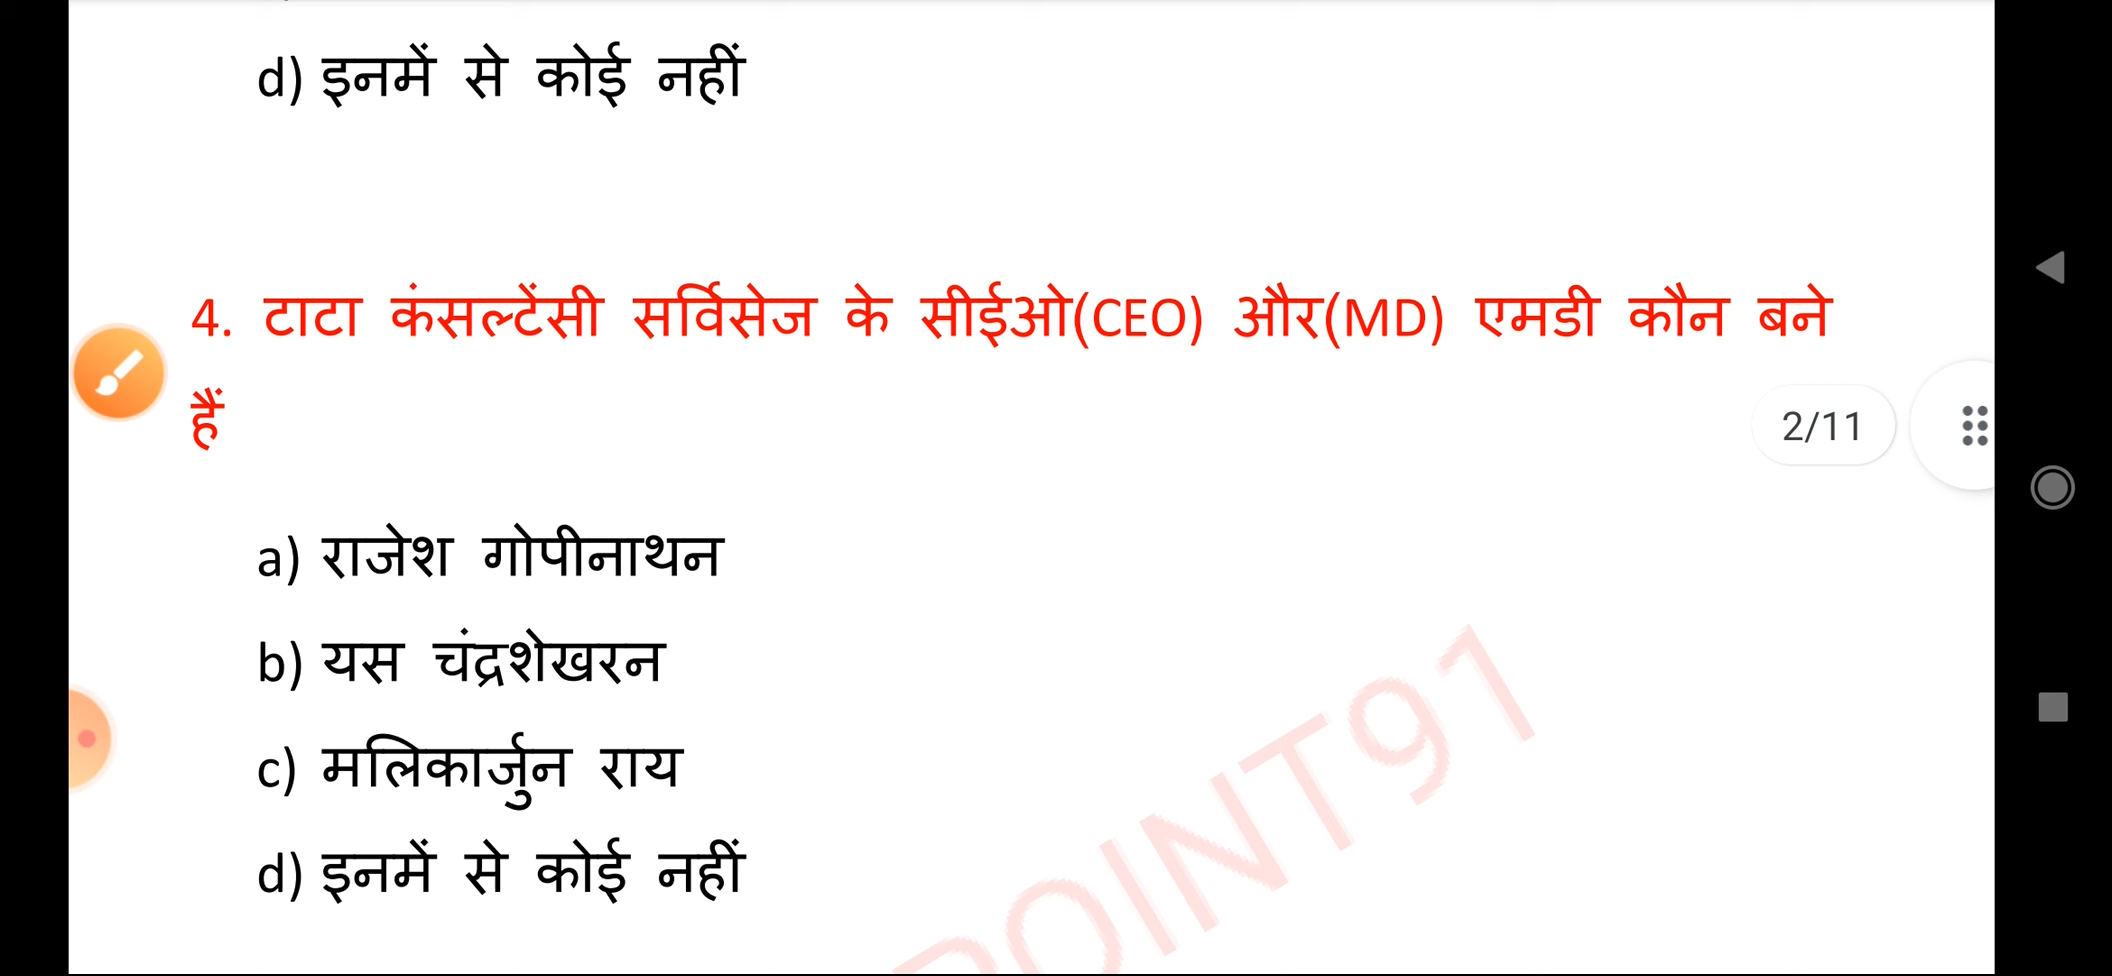 d) इनमें से कोई नहीं
4. टाटा कंसल्टेंसी सर्विसेज के सीईओ(CEO) और(MD) एमडी कौन बने
हैं
2/11
a) राजेश गोपीनाथन
b) यस चंद्रशेखरन
c) मलिकार्जुन राय
d) इनमें से कोई नहीं
POINT91